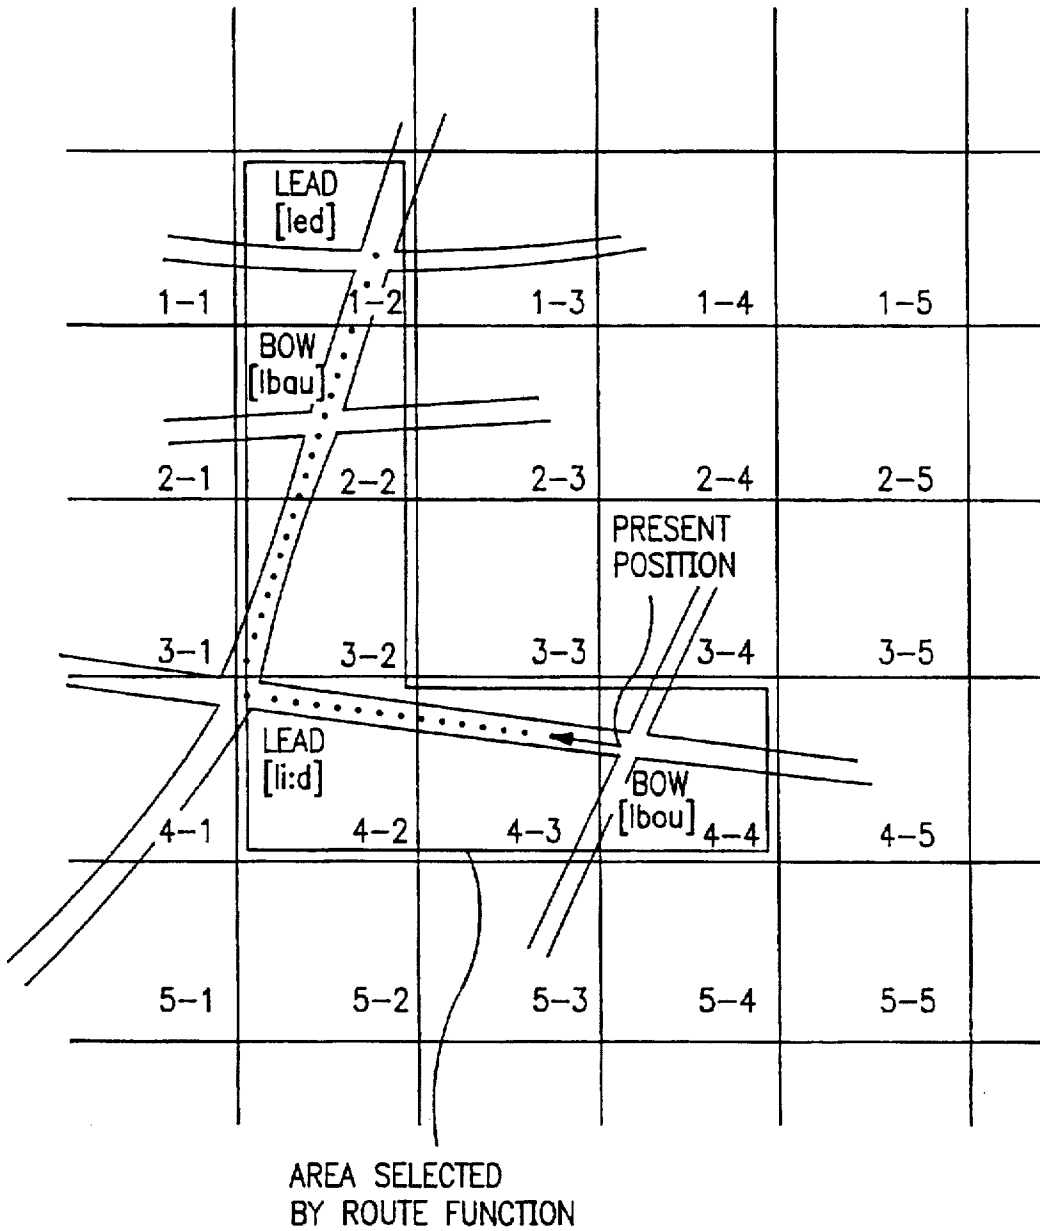 LEAD
[led]
1-1
1-2
1-3
1-4
1-5
BOW
[lbau]
2-1
2-2
2-3
2-4
2-5
PRESENT
POSITION
3-1
3-2
3-3
3-4
3-5
LEAD
[li:d]
BOW
[lbou]
4-1
4-2
4-3
4-4
4-5
5-1
5-2
5-3
5-4
5-5
AREA SELECTED
BY ROUTE FUNCTION